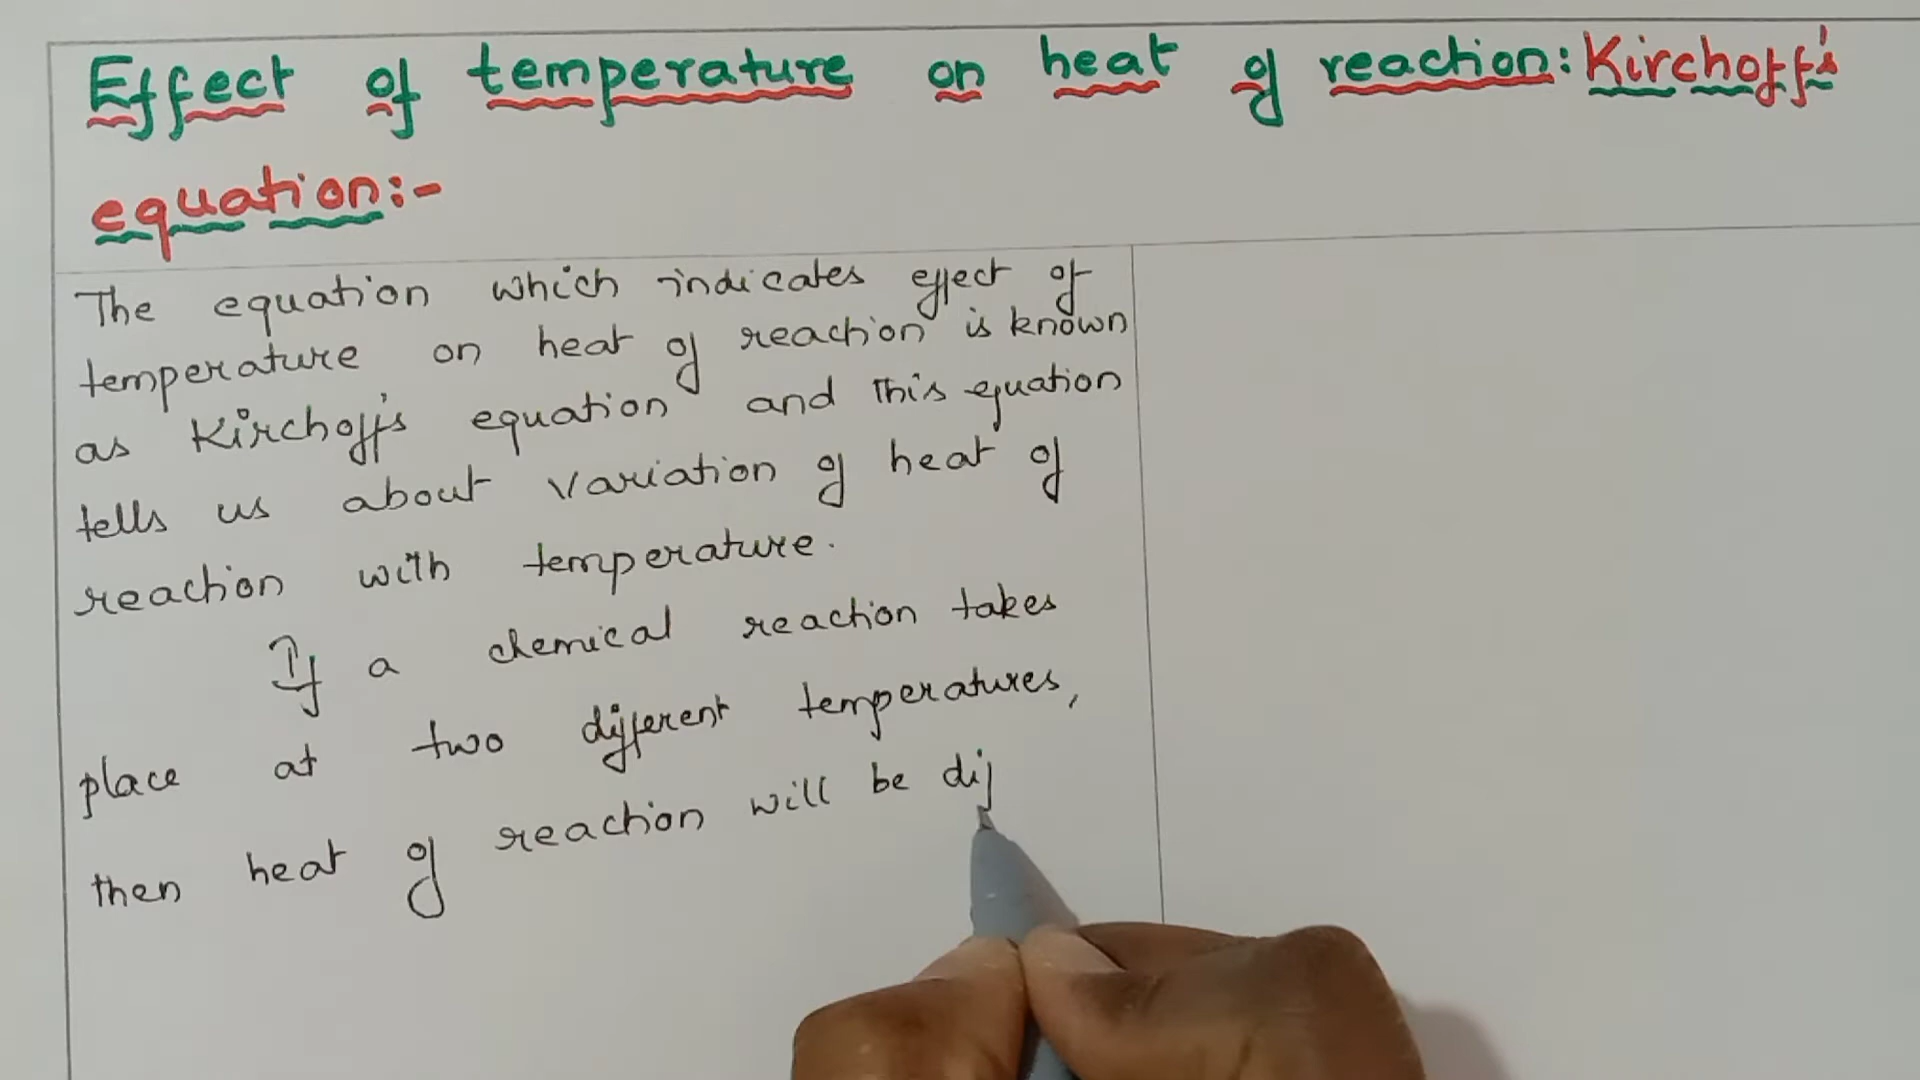 Effect of temperature on heat of reaction: Kirchoff's
equation:-
The equation which indicates effect of
temperature on heat of reaction is known
as Kirchoff's equation and this equation
tells us about variation of heat of
reaction with temperature.
If a chemical reaction takes
place at two different temperatures,
then heat of reaction will be dif